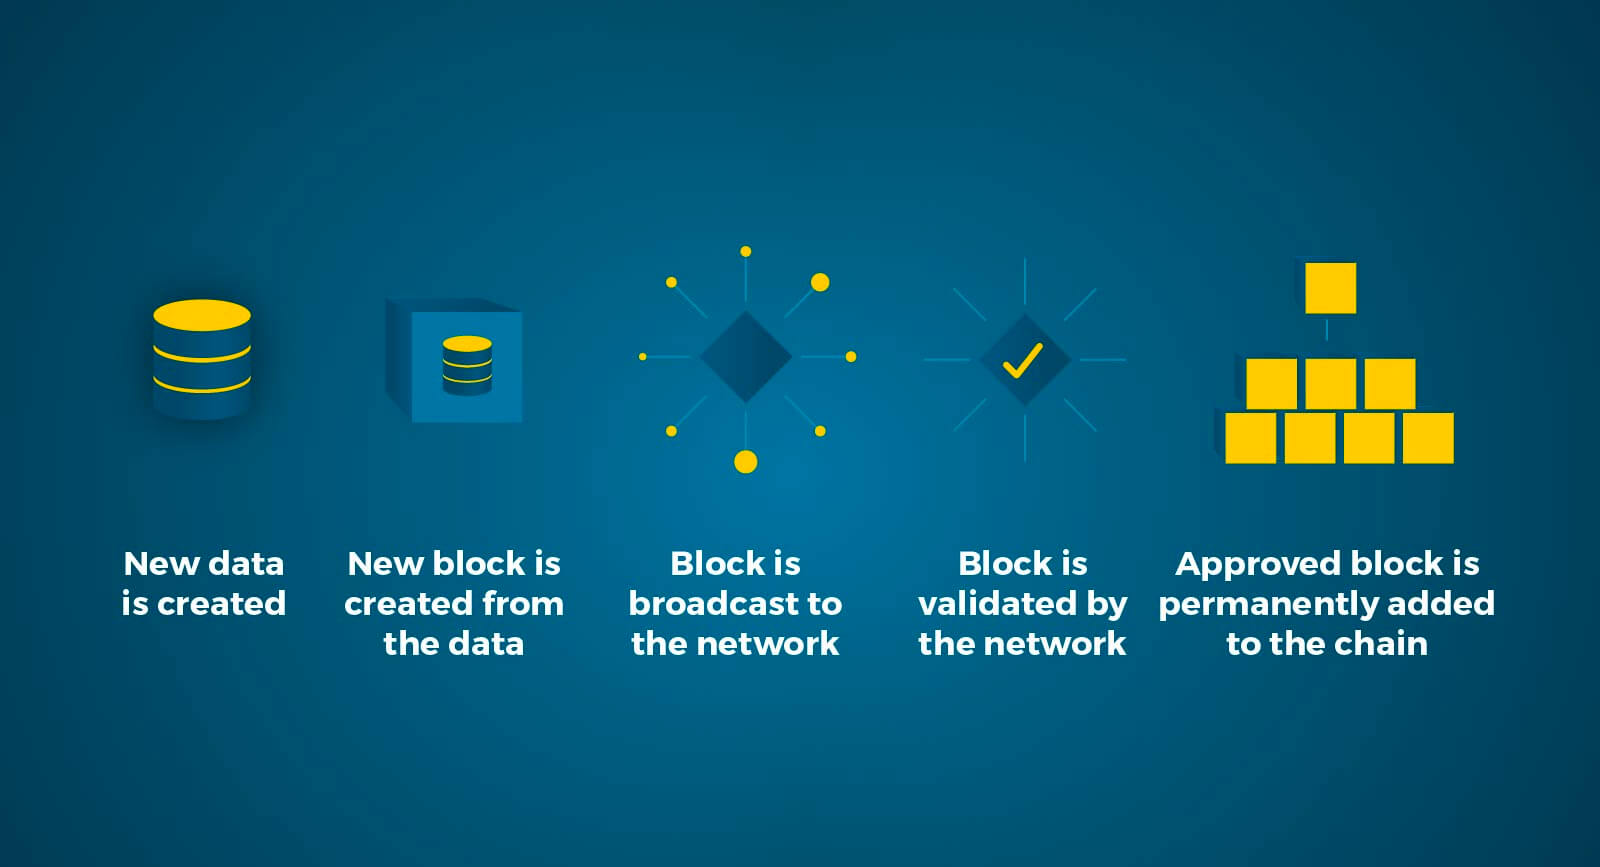 New data
is created
New block is
created from
the data
Block is
broadcast to
the network
Block is
validated by
the network
Approved block is
permanently added
to the chain